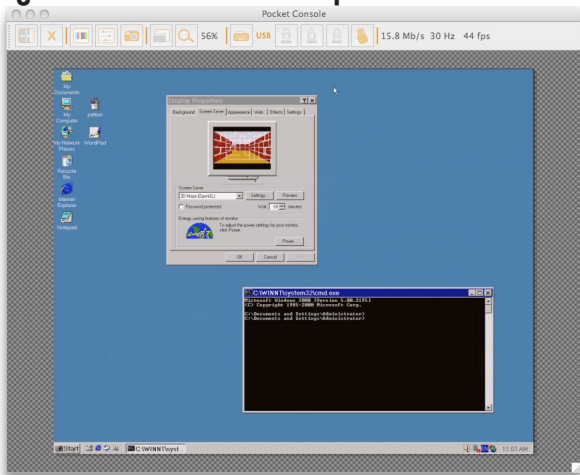 Pocket Console
56%
USB
15.8 Mb/s 30 Hz 44 fps
My
Documents
My
Computer
pattern
My Network
Places
WordPad
Recycle
Bin
Internet
Explorer
Notepad
Display Properties
Background Screen Saver Appearance Web Effects Settings
Screen Saver
3D Maze (OpenGL)
Settings...
Preview
Password protected
Wait:
minutes
Energy saving features of monitor
To adjust the power settings for your monitor,
click Power.
Power...
OK
Cancel
C:\WINNT\system32\cmd.exe
Microsoft Windows 2000 [Version 5.00.2195]
(C) Copyright 1985-2000 Microsoft Corp.
C:\Documents and Settings\Administrator>
C:\Documents and Settings\Administrator>
Start
C:\WINNT\syst...
EN
11:07 AM